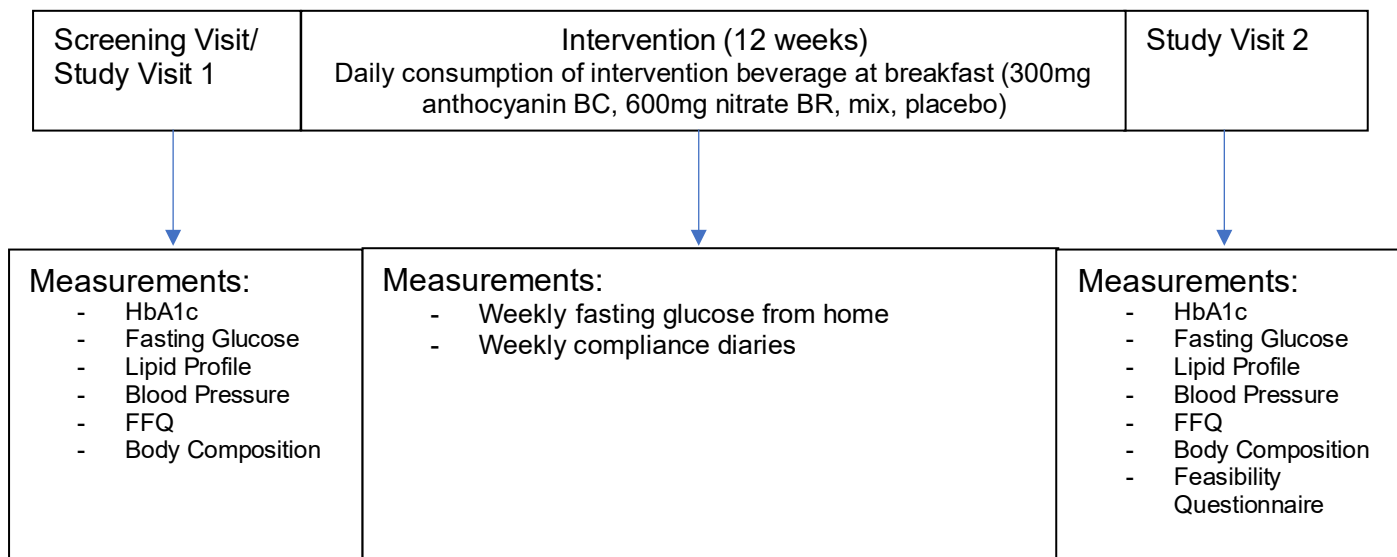 Screening Visit/
Study Visit 1
Intervention (12 weeks)
Daily consumption of intervention beverage at breakfast (300mg
anthocyanin BC, 600mg nitrate BR, mix, placebo)
Study Visit 2
Measurements:
- HbA1c
- Fasting Glucose
- Lipid Profile
- Blood Pressure
- FFQ
- Body Composition
Measurements:
- Weekly fasting glucose from home
- Weekly compliance diaries
Measurements:
- HbA1c
- Fasting Glucose
- Lipid Profile
- Blood Pressure
- FFQ
- Body Composition
- Feasibility
Questionnaire